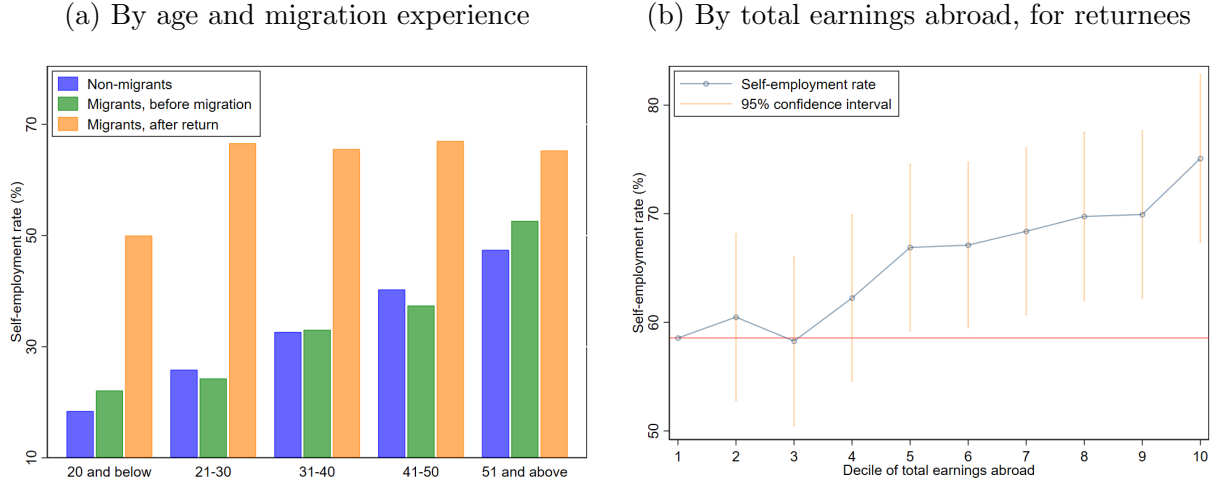 (a) By age and migration experience
Non-migrants
Migrants, before migration
Migrants, after return
Self-employment rate (%)
70
50
30
10
20 and below 21-30 31-40 41-50 51 and above
(b) By total earnings abroad, for returnees
Self-employment rate
95% confidence interval
Self-employment rate (%)
80
70
60
50
1 2 3 4 5 6 7 8 9 10
Decile of total earnings abroad